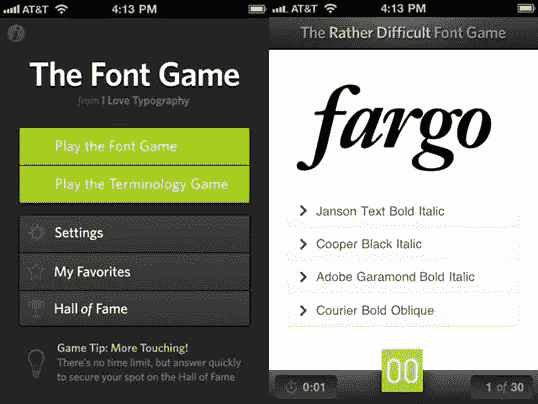 AT&T 4:13 PM
The Font Game
from I Love Typography
Play the Font Game
Play the Terminology Game
Settings
My Favorites
Hall of Fame
Game Tip: More Touching!
There's no time limit, but answer quickly
to secure your spot on the Hall of Fame
AT&T 4:13 PM
The Rather Difficult Font Game
fargo
Janson Text Bold Italic
Cooper Black Italic
Adobe Garamond Bold Italic
Courier Bold Oblique
0:01
00
1 of 30